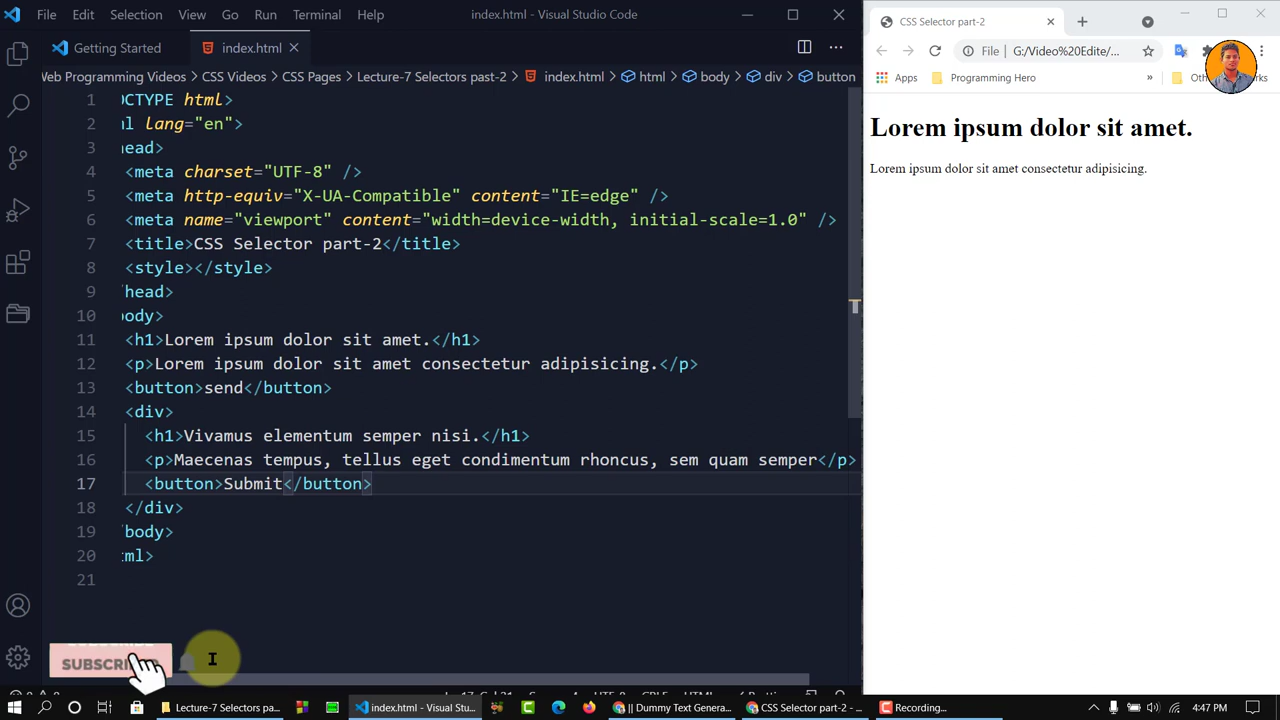 File Edit Selection View Go Run Terminal Help index.html - Visual Studio Code
Getting Started index.html
Web Programming Videos CSS Videos CSS Pages Lecture-7 Selectors past-2 index.html html body div button
1 OCTYPE html>
2 ml lang="en">
3 head>
4 <meta charset="UTF-8" />
5 <meta http-equiv="X-UA-Compatible" content="IE=edge" />
6 <meta name="viewport" content="width=device-width, initial-scale=1.0" />
7 <title>CSS Selector part-2</title>
8 <style></style>
9 /head>
10 body>
11 <h1>Lorem ipsum dolor sit amet.</h1>
12 <p>Lorem ipsum dolor sit amet consectetur adipisicing.</p>
13 <button>send</button>
14 <div>
15 <h1>Vivamus elementum semper nisi.</h1>
16 <p>Maecenas tempus, tellus eget condimentum rhoncus, sem quam semper</p>
17 <button>Submit</button>
18 </div>
19 /body>
20 ml>
21
CSS Selector part-2
File G:/Video%20Edite/...
Apps Programming Hero »
Lorem ipsum dolor sit amet.
Lorem ipsum dolor sit amet consectetur adipisicing.
Lecture-7 Selectors pa... index.html - Visual Stu... || Dummy Text Genera... CSS Selector part-2 - ... Recording... 4:47 PM